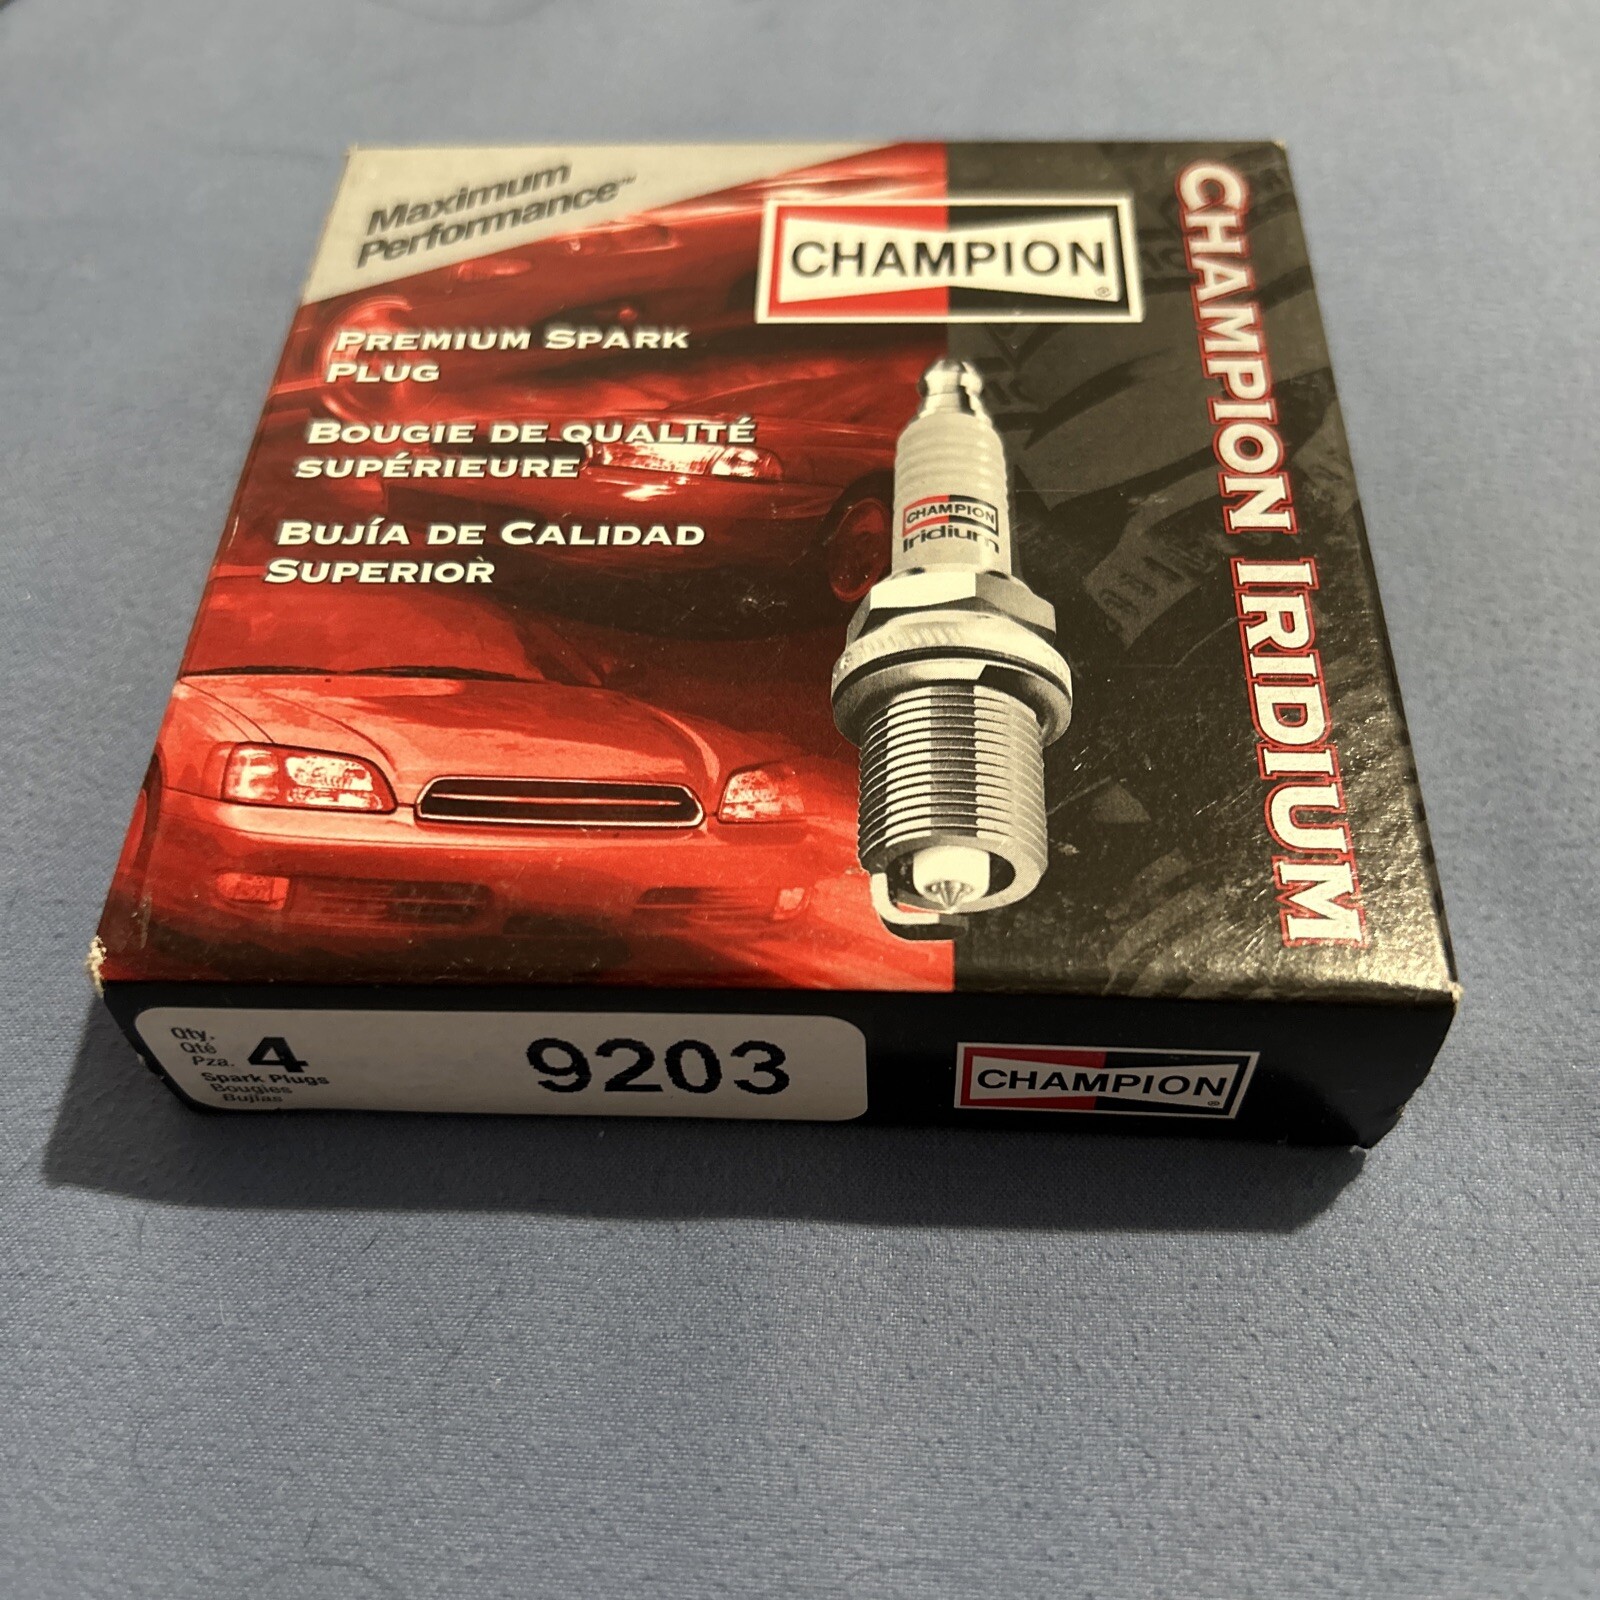 Maximum
Performance™
CHAMPION
®
PREMIUM SPARK
PLUG
BOUGIE DE QUALITÉ
SUPÉRIEURE
BUJÍA DE CALIDAD
SUPERIOR
CHAMPION
Iridium
CHAMPION IRIDIUM
Qty.
Qté
Pza.
4
Spark Plugs
Bougies
Bujías
9203
CHAMPION
®